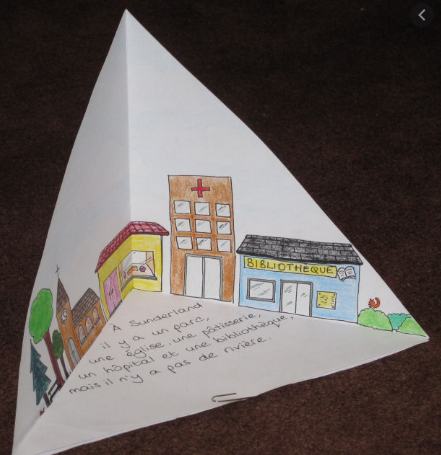 BIBLIOTHEQUE
A Sunderland
il y a un parc,
une église, une pâtisserie,
un hôpital et une bibliothèque,
mais il n'y a pas de rivière.